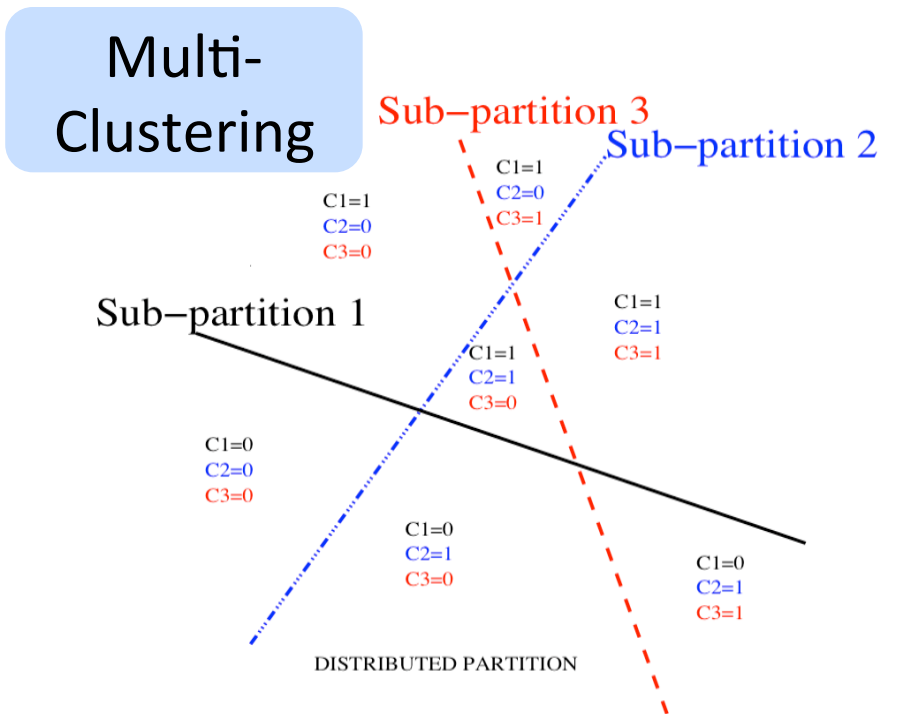 Multi-
Clustering
Sub–partition 3
Sub–partition 2
C1=1
C2=0
C3=1
C1=1
C2=0
C3=0
Sub–partition 1
C1=1
C2=1
C3=1
C1=1
C2=1
C3=0
C1=0
C2=0
C3=0
C1=0
C2=1
C3=0
C1=0
C2=1
C3=1
DISTRIBUTED PARTITION